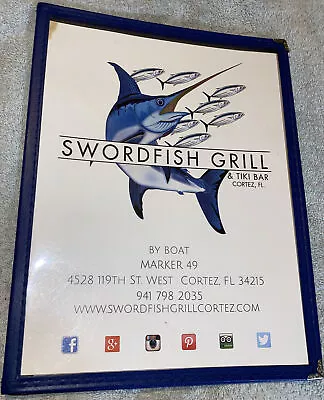 SWORDFISH GRILL
& TIKI BAR
CORTEZ, FL.
BY BOAT
MARKER 49
4528 119TH ST. WEST CORTEZ, FL 34215
941 798 2035
WWW.SWORDFISHGRILLCORTEZ.COM